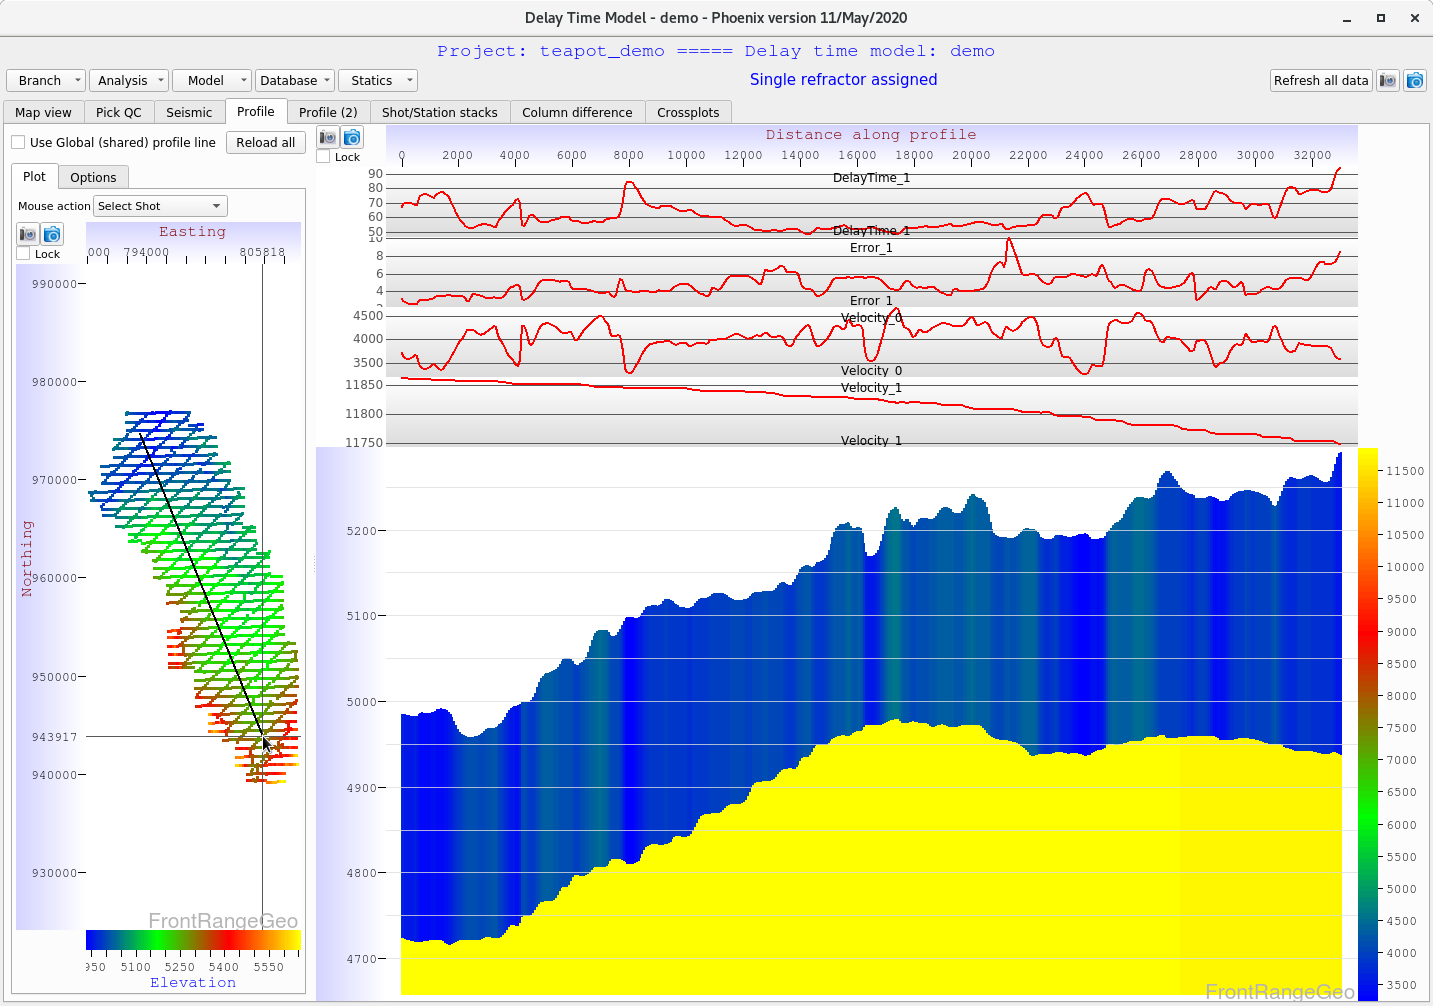 Delay Time Model - demo - Phoenix version 11/May/2020
Project: teapot_demo ===== Delay time model: demo
Branch Analysis Model Database Statics Single refractor assigned Refresh all data
Map view Pick QC Seismic Profile Profile (2) Shot/Station stacks Column difference Crossplots
Use Global (shared) profile line Reload all
Plot Options
Mouse action Select Shot
Easting
Lock
000 794000 805818
990000
980000
970000
960000
950000
943917
940000
930000
Northing
FrontRangeGeo
950 5100 5250 5400 5550
Elevation
Lock
Distance along profile
0 2000 4000 6000 8000 10000 12000 14000 16000 18000 20000 22000 24000 26000 28000 30000 32000
DelayTime_1
90
80
70
60
50
DelayTime_1
10
Error_1
8
6
4
Error_1
Velocity_0
4500
4000
3500
Velocity_0
Velocity_1
11850
11800
11750
Velocity_1
5200
5100
5000
4900
4800
4700
11500
11000
10500
10000
9500
9000
8500
8000
7500
7000
6500
6000
5500
5000
4500
4000
3500
FrontRangeGeo